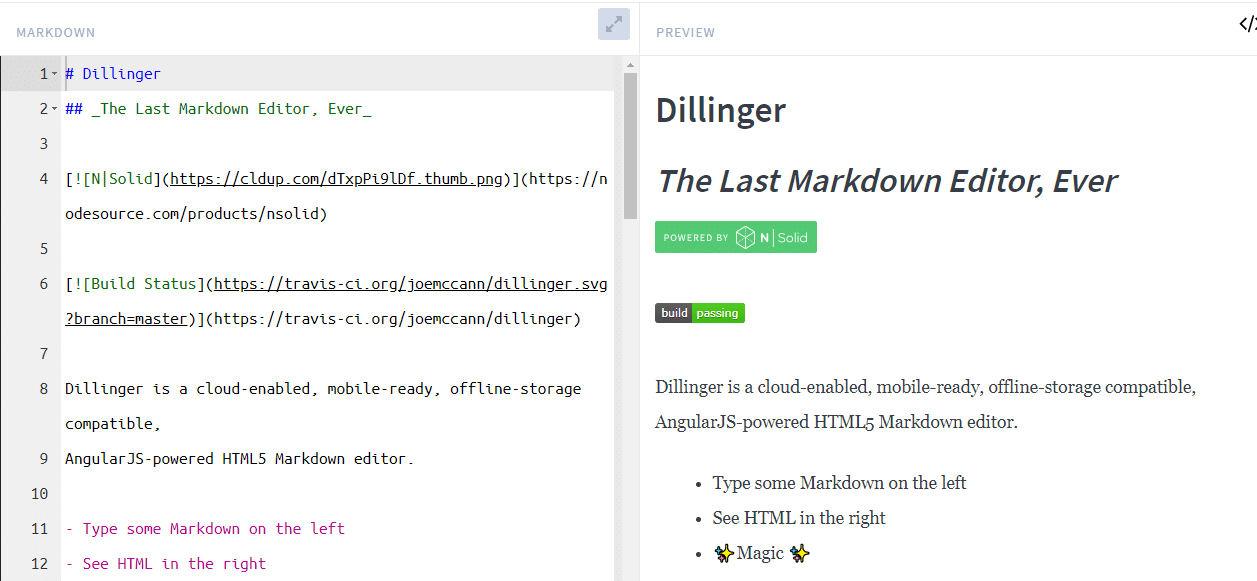 MARKDOWN
1 # Dillinger
2 ## _The Last Markdown Editor, Ever_
3
4 [![N|Solid](https://cldup.com/dTxpPi9lDf.thumb.png)](https://n
odesource.com/products/nsolid)
5
6 [![Build Status](https://travis-ci.org/joemccann/dillinger.svg
?branch=master)](https://travis-ci.org/joemccann/dillinger)
7
8 Dillinger is a cloud-enabled, mobile-ready, offline-storage
compatible,
9 AngularJS-powered HTML5 Markdown editor.
10
11 - Type some Markdown on the left
12 - See HTML in the right
PREVIEW
</>
Dillinger
The Last Markdown Editor, Ever
POWERED BY N|Solid
build passing
Dillinger is a cloud-enabled, mobile-ready, offline-storage compatible,
AngularJS-powered HTML5 Markdown editor.
• Type some Markdown on the left
• See HTML in the right
• ✨Magic ✨